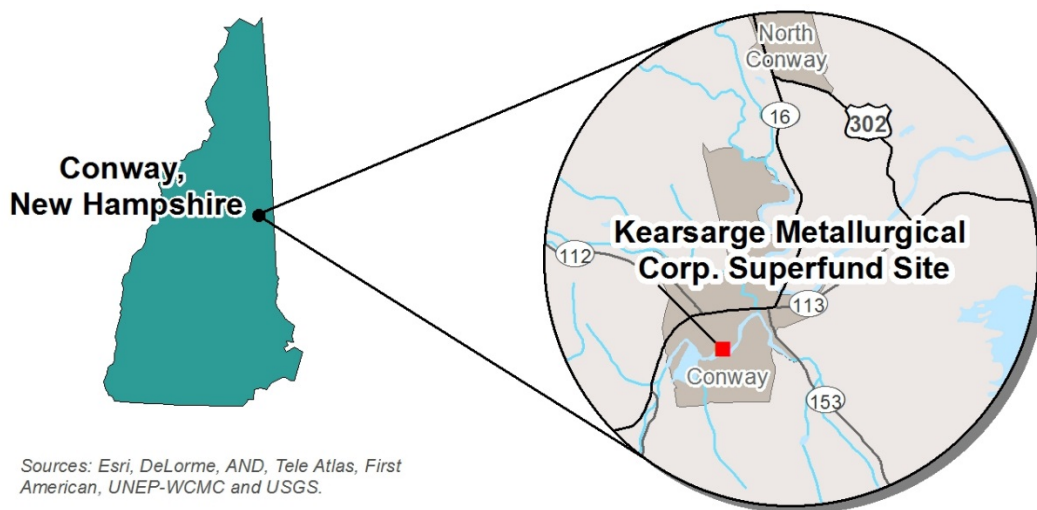 Conway,
New Hampshire
North
Conway
16
302
Kearsarge Metallurgical
Corp. Superfund Site
112
113
Conway
153
Sources: Esri, DeLorme, AND, Tele Atlas, First
American, UNEP-WCMC and USGS.